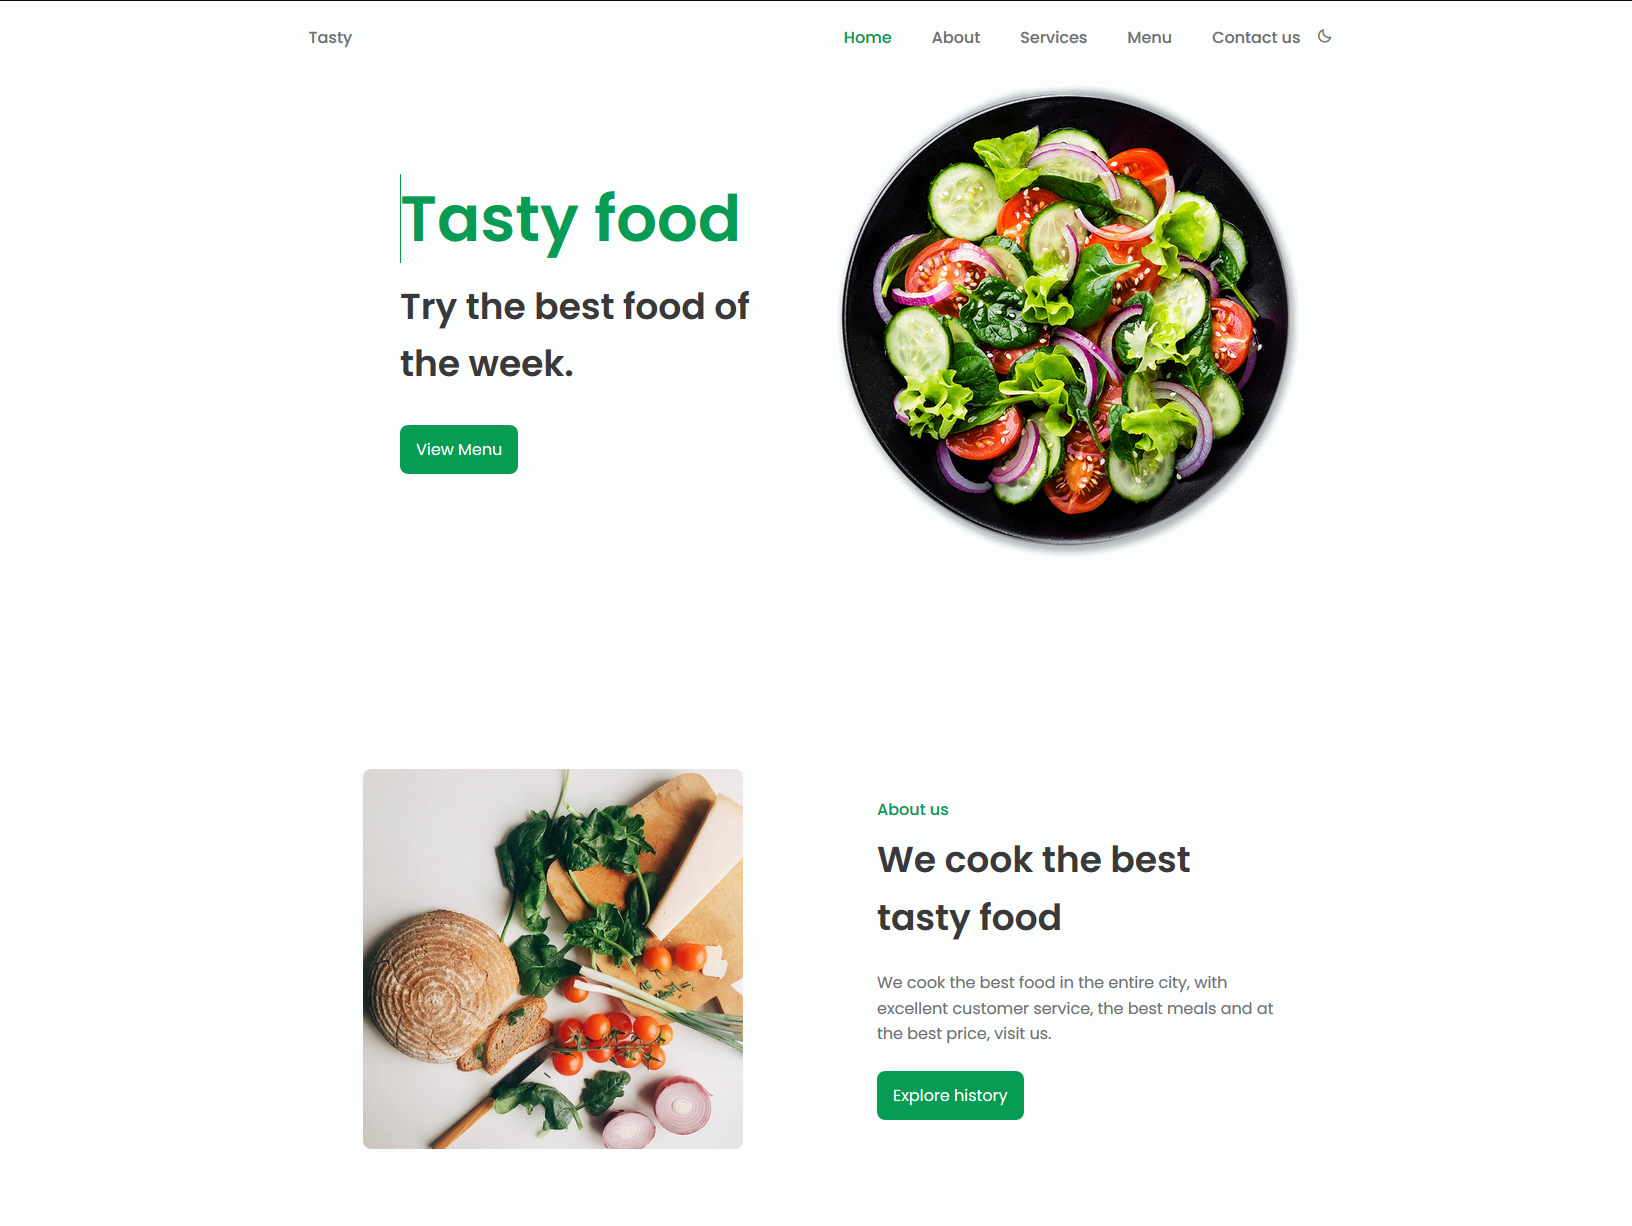 Tasty
Home About Services Menu Contact us
Tasty food
Try the best food of
the week.
View Menu
About us
We cook the best
tasty food
We cook the best food in the entire city, with
excellent customer service, the best meals and at
the best price, visit us.
Explore history